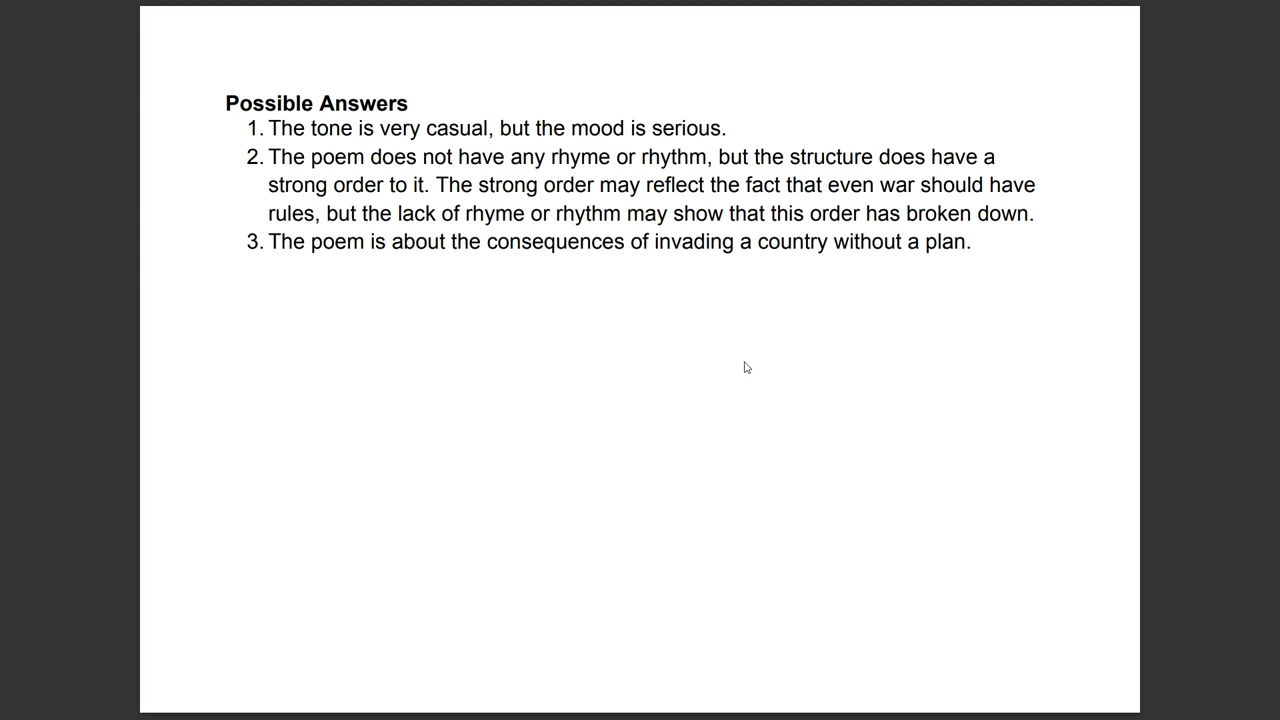 Possible Answers
1. The tone is very casual, but the mood is serious.
2. The poem does not have any rhyme or rhythm, but the structure does have a
strong order to it. The strong order may reflect the fact that even war should have
rules, but the lack of rhyme or rhythm may show that this order has broken down.
3. The poem is about the consequences of invading a country without a plan.